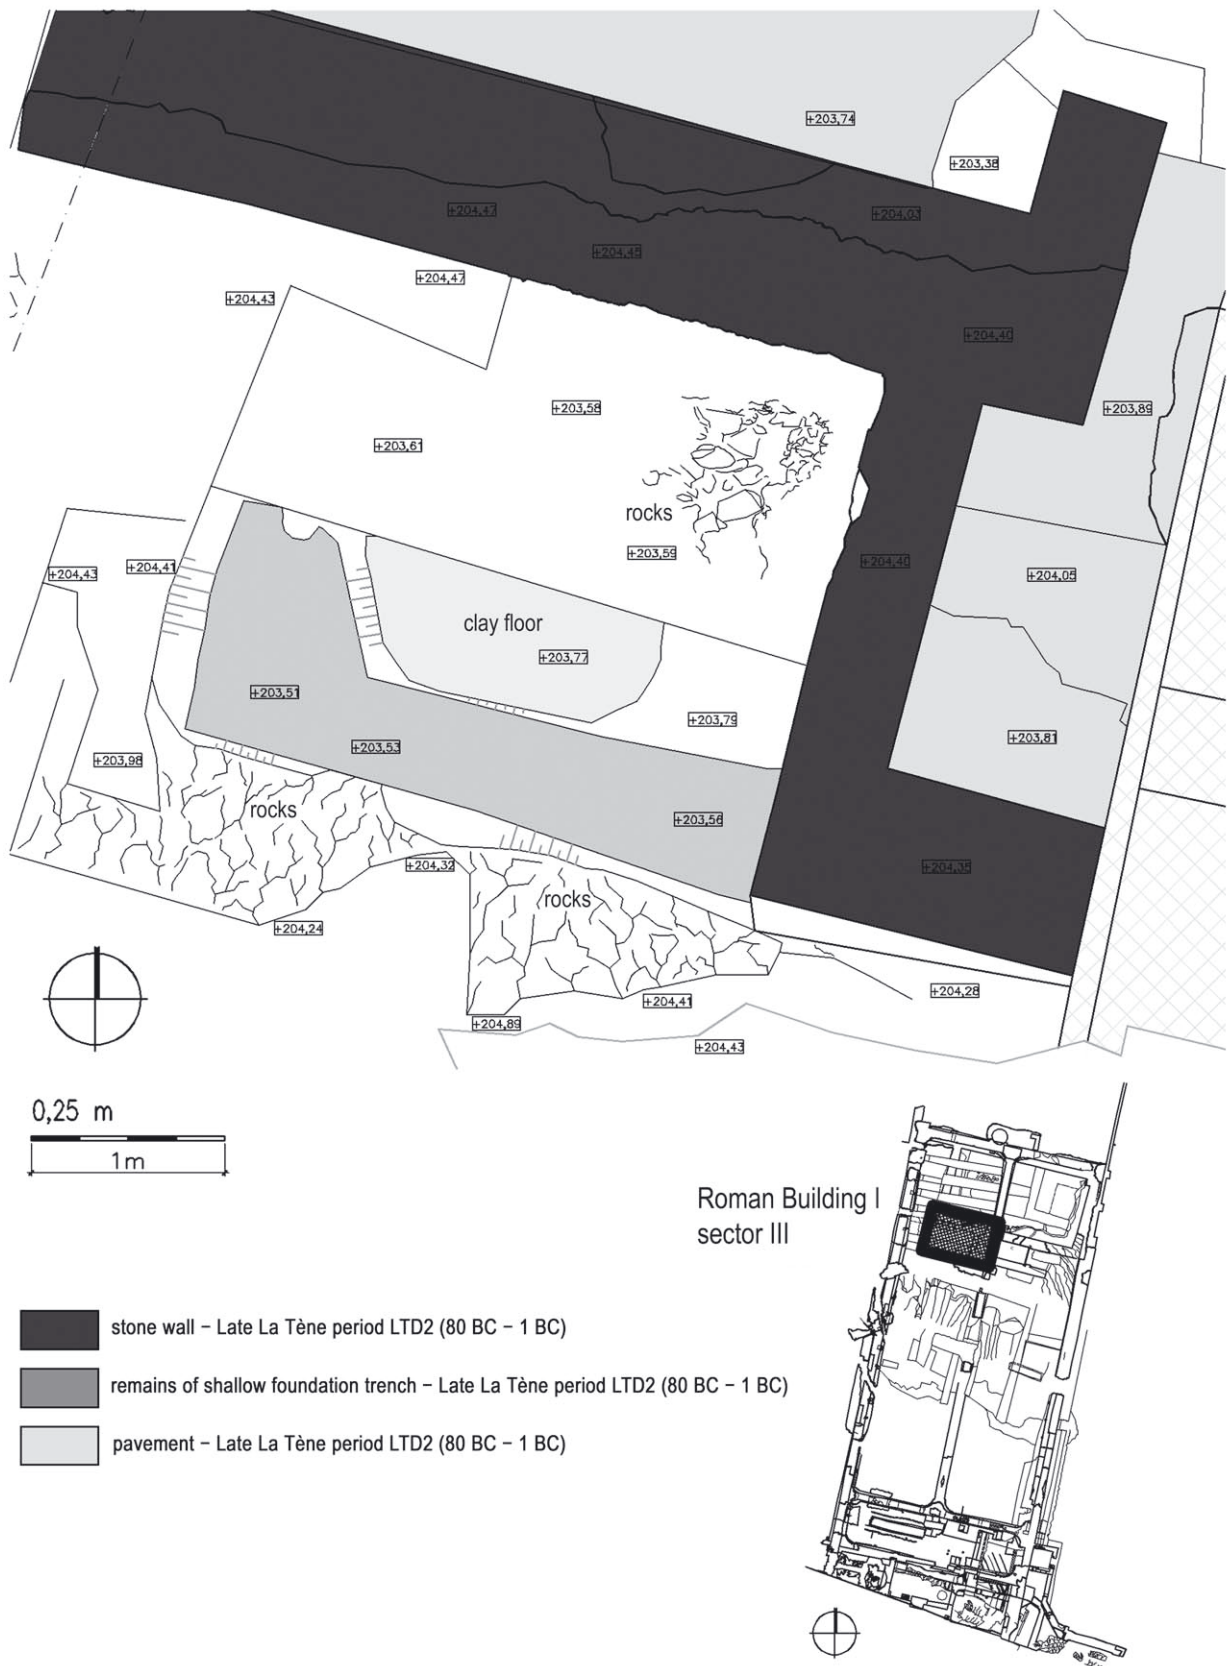 +203,74
+203,38
+204,47
+204,03
+204,45
+204,47
+204,43
+204,40
+203,58
+203,89
+203,61
rocks
+203,59
+204,40
+204,41
+204,43
+204,05
clay floor
+203,77
+203,51
+203,79
+203,53
+203,81
+203,98
rocks
+203,56
+204,32
+204,35
rocks
+204,24
+204,28
+204,41
+204,89
+204,43
0,25 m
1m
Roman Building I
sector III
stone wall – Late La Tène period LTD2 (80 BC – 1 BC)
remains of shallow foundation trench – Late La Tène period LTD2 (80 BC – 1 BC)
pavement – Late La Tène period LTD2 (80 BC – 1 BC)